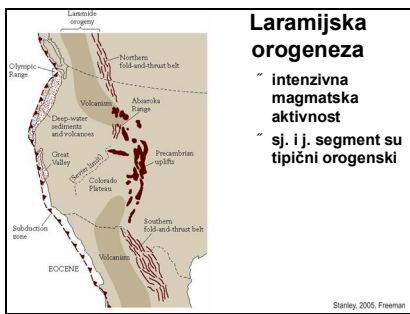 Laramide
orogeny
Northern
fold-and-thrust belt
Olympic
Range
Volcanism
Absaroka
Range
Deep-water
sediments
and volcanoes
Great
Valley
Sevier limit
Precambrian
uplifts
Colorado
Plateau
Subduction
zone
Southern
fold-and-thrust belt
Volcanism
EOCENE
Laramijska
orogeneza
˝ intenzivna
magmatska
aktivnost
˝ sj. i j. segment su
tipični orogenski
Stanley, 2005, Freeman